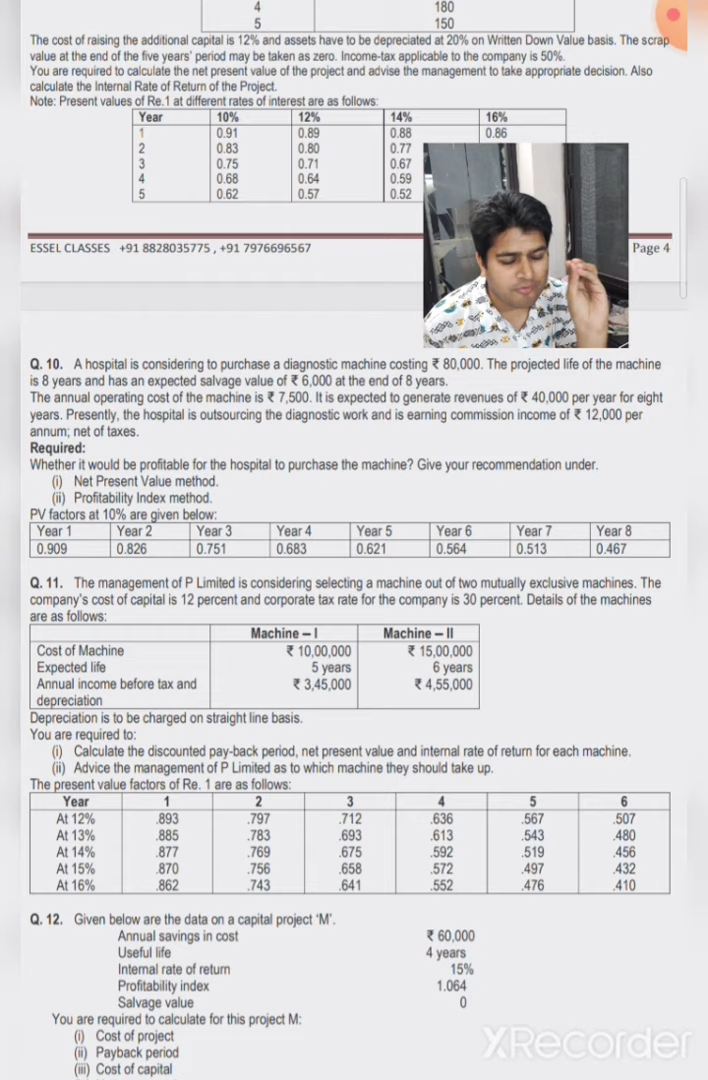 4 180
5 150
The cost of raising the additional capital is 12% and assets have to be depreciated at 20% on Written Down Value basis. The scrap
value at the end of the five years' period may be taken as zero. Income-tax applicable to the company is 50%.
You are required to calculate the net present value of the project and advise the management to take appropriate decision. Also
calculate the Internal Rate of Return of the Project.
Note: Present values of Re.1 at different rates of interest are as follows:
Year 10% 12% 14% 16%
1 0.91 0.89 0.88 0.86
2 0.83 0.80 0.77
3 0.75 0.71 0.67
4 0.68 0.64 0.59
5 0.62 0.57 0.52
ESSEL CLASSES +91 8828035775 , +91 7976696567 Page 4
Q. 10. A hospital is considering to purchase a diagnostic machine costing ₹ 80,000. The projected life of the machine
is 8 years and has an expected salvage value of ₹ 6,000 at the end of 8 years.
The annual operating cost of the machine is ₹ 7,500. It is expected to generate revenues of ₹ 40,000 per year for eight
years. Presently, the hospital is outsourcing the diagnostic work and is earning commission income of ₹ 12,000 per
annum; net of taxes.
Required:
Whether it would be profitable for the hospital to purchase the machine? Give your recommendation under.
(i) Net Present Value method.
(ii) Profitability Index method.
PV factors at 10% are given below:
Year 1 Year 2 Year 3 Year 4 Year 5 Year 6 Year 7 Year 8
0.909 0.826 0.751 0.683 0.621 0.564 0.513 0.467
Q. 11. The management of P Limited is considering selecting a machine out of two mutually exclusive machines. The
company's cost of capital is 12 percent and corporate tax rate for the company is 30 percent. Details of the machines
are as follows:
Machine – I Machine – II
Cost of Machine ₹ 10,00,000 ₹ 15,00,000
Expected life 5 years 6 years
Annual income before tax and ₹ 3,45,000 ₹ 4,55,000
depreciation
Depreciation is to be charged on straight line basis.
You are required to:
(i) Calculate the discounted pay-back period, net present value and internal rate of return for each machine.
(ii) Advice the management of P Limited as to which machine they should take up.
The present value factors of Re. 1 are as follows:
Year 1 2 3 4 5 6
At 12% .893 .797 .712 .636 .567 .507
At 13% .885 .783 .693 .613 .543 .480
At 14% .877 .769 .675 .592 .519 .456
At 15% .870 .756 .658 .572 .497 .432
At 16% .862 .743 .641 .552 .476 .410
Q. 12. Given below are the data on a capital project 'M'.
Annual savings in cost ₹ 60,000
Useful life 4 years
Internal rate of return 15%
Profitability index 1.064
Salvage value 0
You are required to calculate for this project M:
(i) Cost of project
(ii) Payback period
(iii) Cost of capital
XRecorder